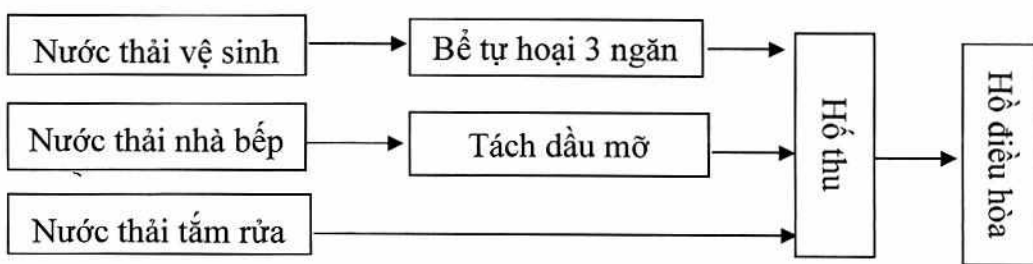 Nước thải vệ sinh
Bể tự hoại 3 ngăn
Nước thải nhà bếp
Tách dầu mỡ
Nước thải tắm rửa
Hố thu
Hồ điều hòa